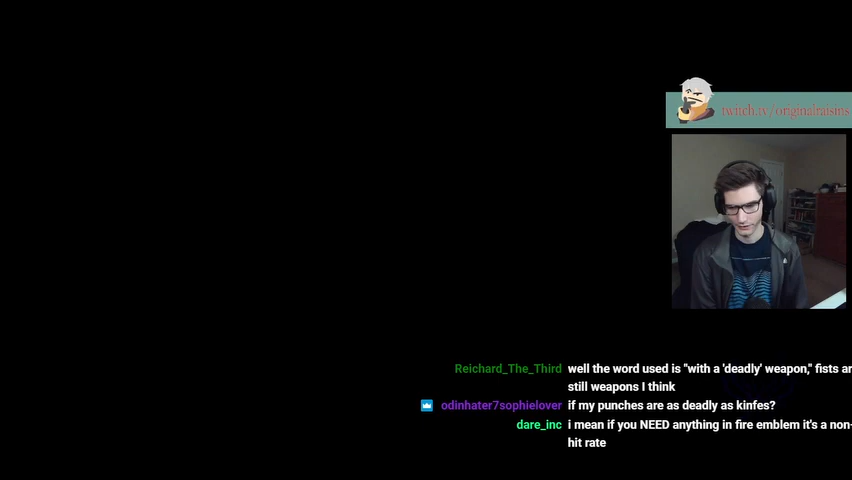 twitch.tv/originalraisins
Reichard_The_Third well the word used is "with a 'deadly' weapon," fists ar
still weapons I think
odinhater7sophielover if my punches are as deadly as kinfes?
dare_inc i mean if you NEED anything in fire emblem it's a non-
hit rate